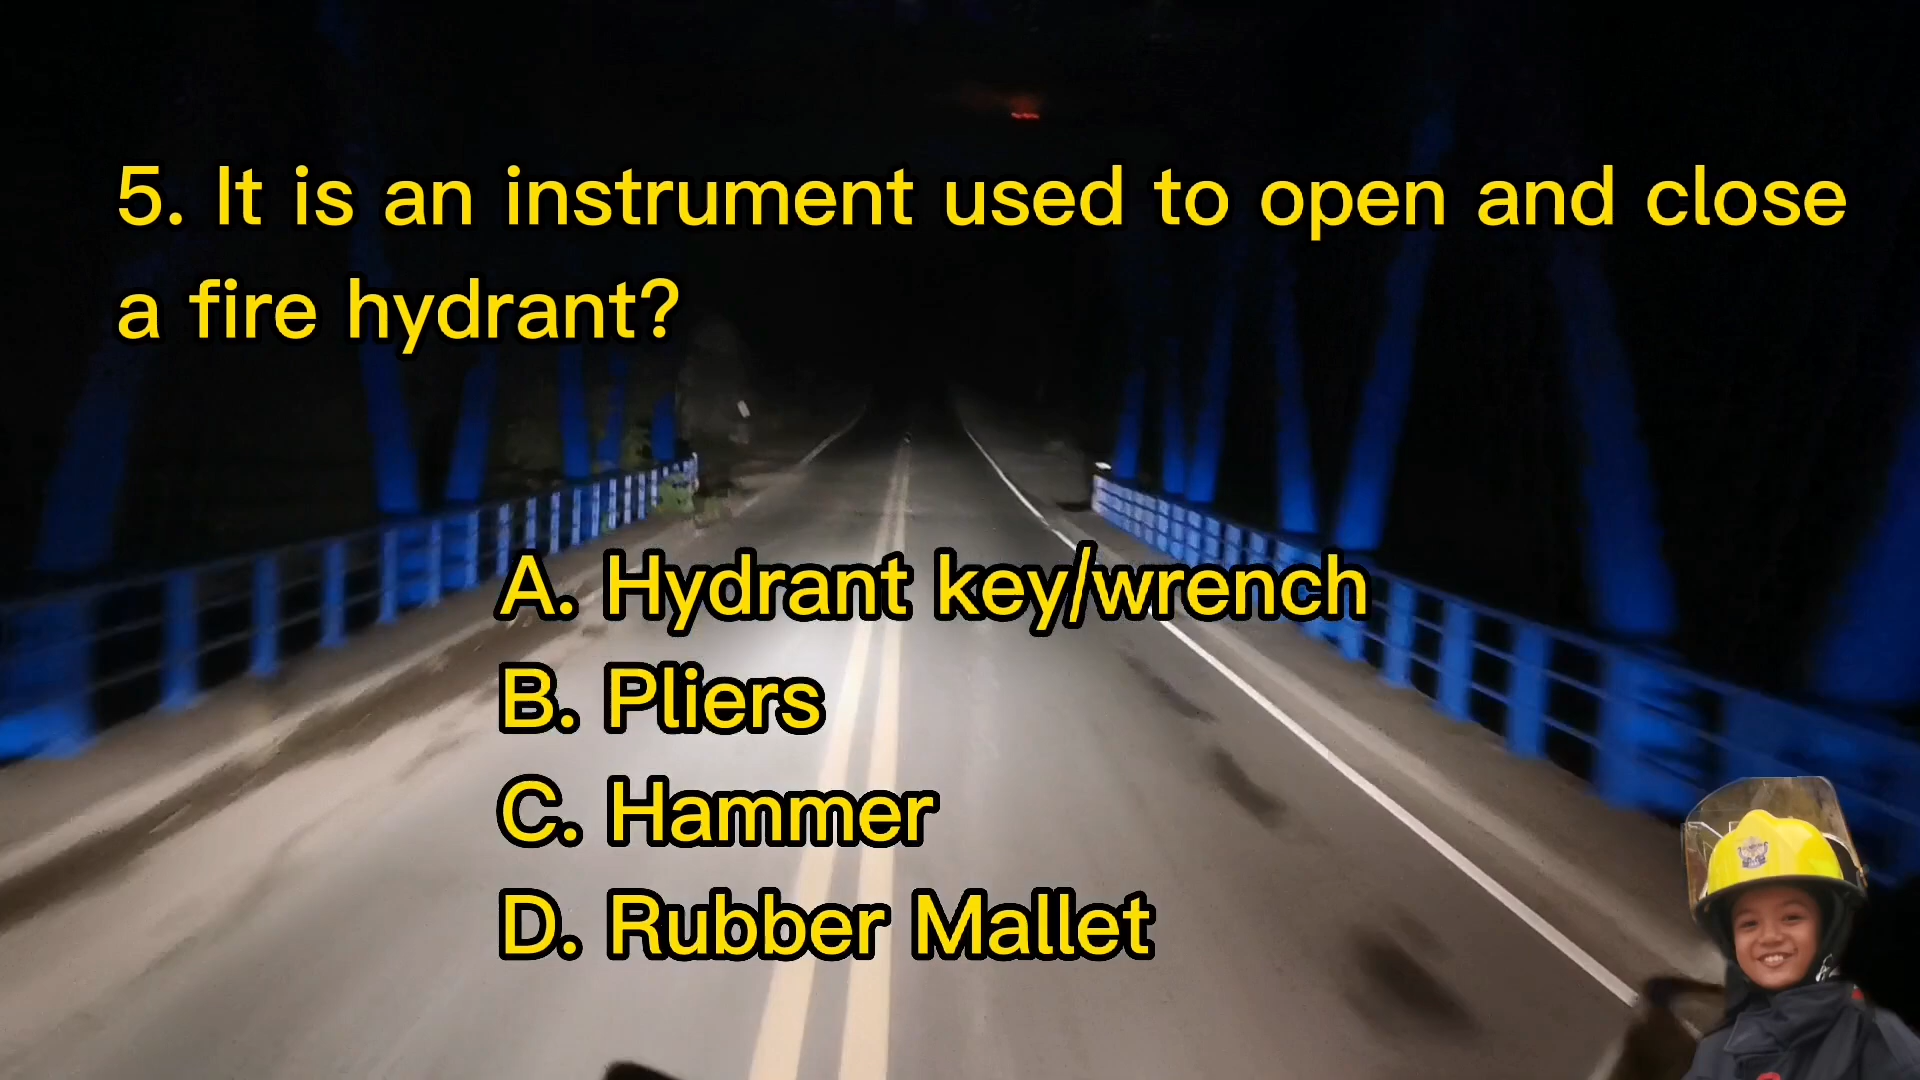 5. It is an instrument used to open and close
a fire hydrant?
A. Hydrant key/wrench
B. Pliers
C. Hammer
D. Rubber Mallet